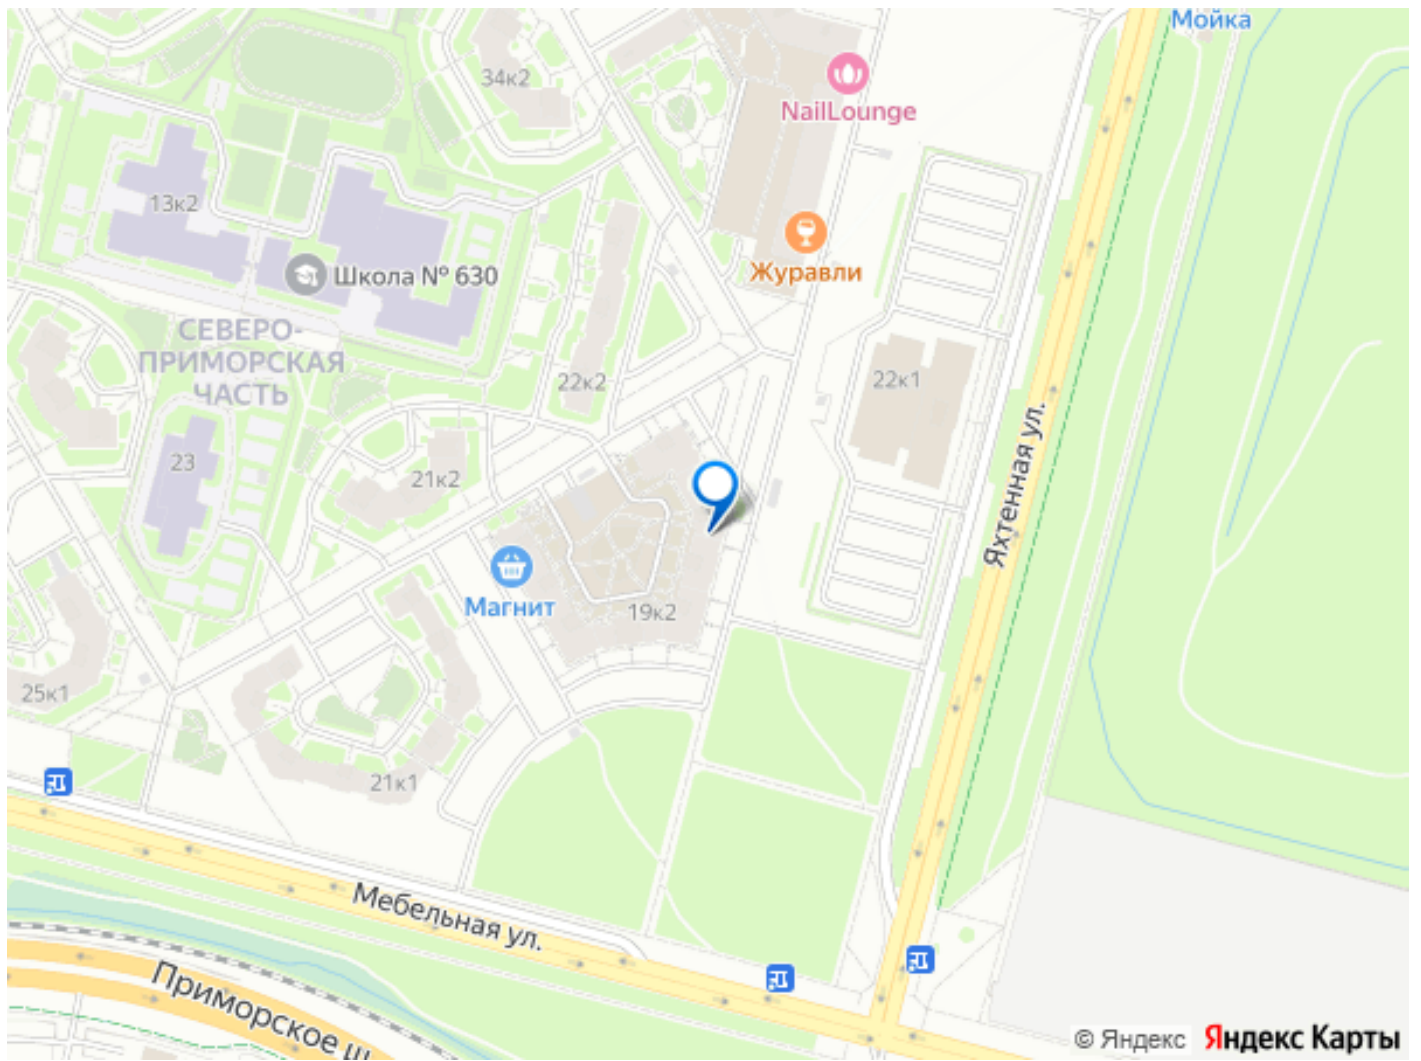 Мойка
34к2
NailLounge
13к2
Журавли
Школа № 630
СЕВЕРО-
ПРИМОРСКАЯ
ЧАСТЬ
22к2
22к1
Яхтенная ул.
23
21к2
Магнит
19к2
25к1
21к1
Мебельная ул.
Приморское ш
© Яндекс Яндекс Карты